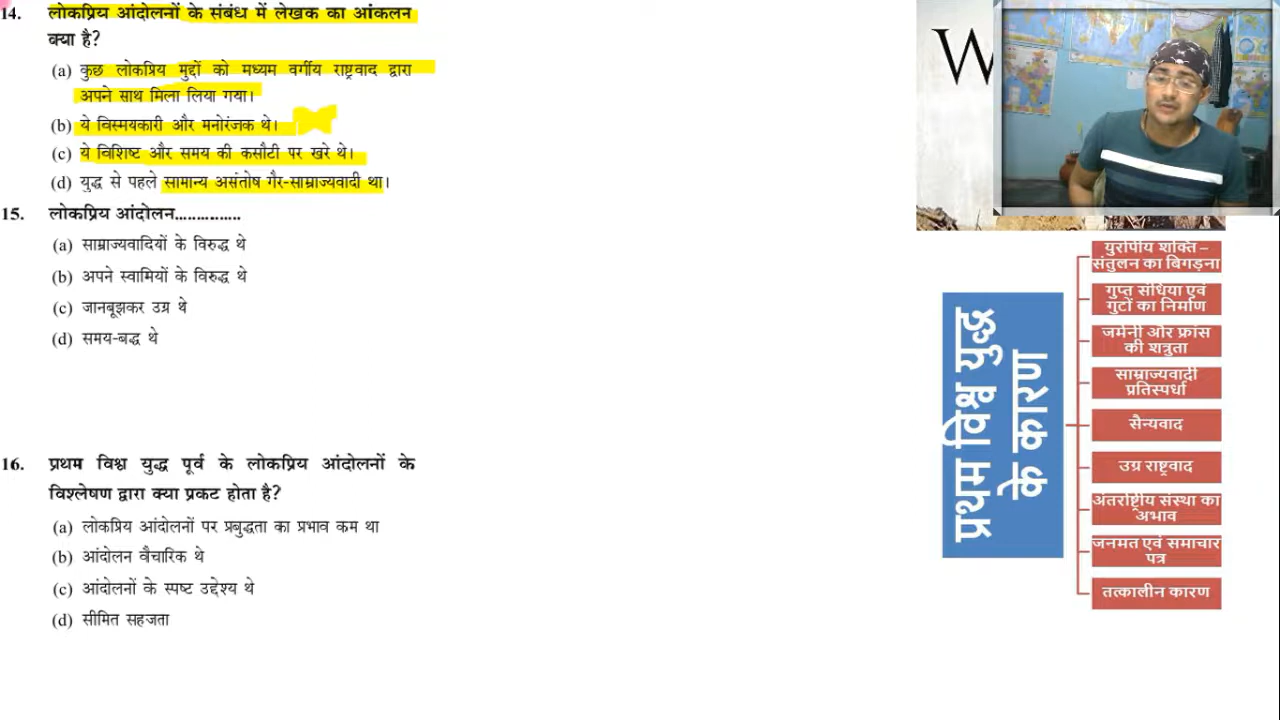 14. लोकप्रिय आंदोलनों के संबंध में लेखक का आंकलन
क्या है?
(a) कुछ लोकप्रिय मुद्दों को मध्यम वर्गीय राष्ट्रवाद द्वारा
अपने साथ मिला लिया गया।
(b) ये विस्मयकारी और मनोरंजक थे।
(c) ये विशिष्ट और समय की कसौटी पर खरे थे।
(d) युद्ध से पहले सामान्य असंतोष गैर-साम्राज्यवादी था।
15. लोकप्रिय आंदोलन...............
(a) साम्राज्यवादियों के विरुद्ध थे
(b) अपने स्वामियों के विरुद्ध थे
(c) जानबूझकर उग्र थे
(d) समय-बद्ध थे
16. प्रथम विश्व युद्ध पूर्व के लोकप्रिय आंदोलनों के
विश्लेषण द्वारा क्या प्रकट होता है?
(a) लोकप्रिय आंदोलनों पर प्रबुद्धता का प्रभाव कम था
(b) आंदोलन वैचारिक थे
(c) आंदोलनों के स्पष्ट उद्देश्य थे
(d) सीमित सहजता
W
प्रथम विश्व युद्ध
के कारण
युरोपीय शक्ति –
संतुलन का बिगड़ना
गुप्त संधिया एवं
गुटों का निर्माण
जर्मनी और फ्रांस
की शत्रुता
साम्राज्यवादी
प्रतिस्पर्धा
सैन्यवाद
उग्र राष्ट्रवाद
अंतर्राष्ट्रीय संस्था का
अभाव
जनमत एवं समाचार
पत्र
तत्कालीन कारण